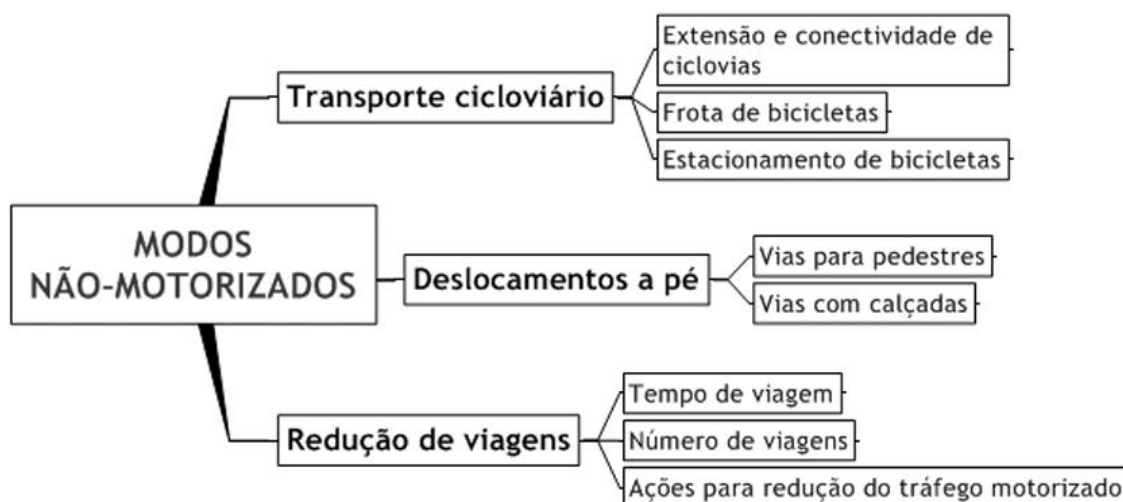 MODOS
NÃO-MOTORIZADOS
Transporte cicloviário
Extensão e conectividade de
ciclovias
Frota de bicicletas
Estacionamento de bicicletas
Deslocamentos a pé
Vias para pedestres
Vias com calçadas
Redução de viagens
Tempo de viagem
Número de viagens
Ações para redução do tráfego motorizado